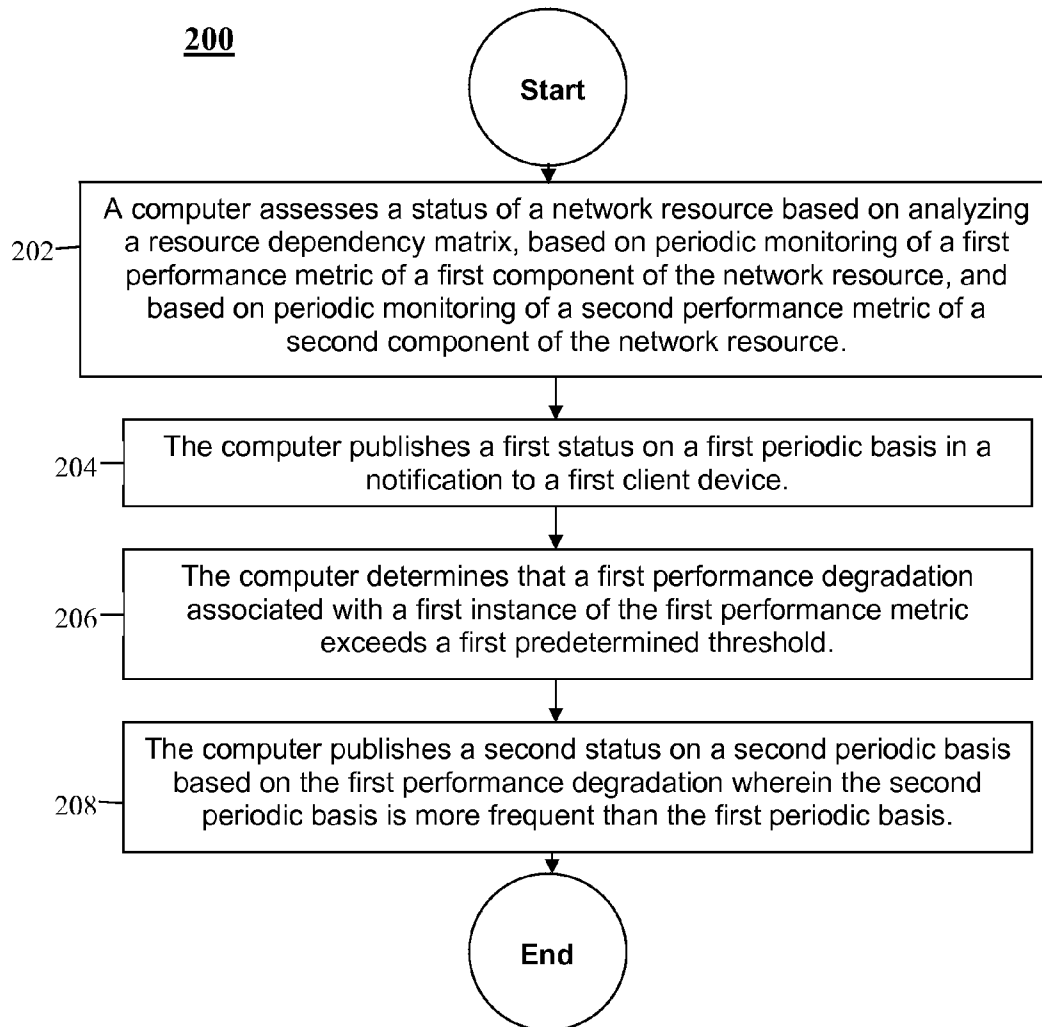 200
Start
202
A computer assesses a status of a network resource based on analyzing
a resource dependency matrix, based on periodic monitoring of a first
performance metric of a first component of the network resource, and
based on periodic monitoring of a second performance metric of a
second component of the network resource.
204
The computer publishes a first status on a first periodic basis in a
notification to a first client device.
206
The computer determines that a first performance degradation
associated with a first instance of the first performance metric
exceeds a first predetermined threshold.
208
The computer publishes a second status on a second periodic basis
based on the first performance degradation wherein the second
periodic basis is more frequent than the first periodic basis.
End